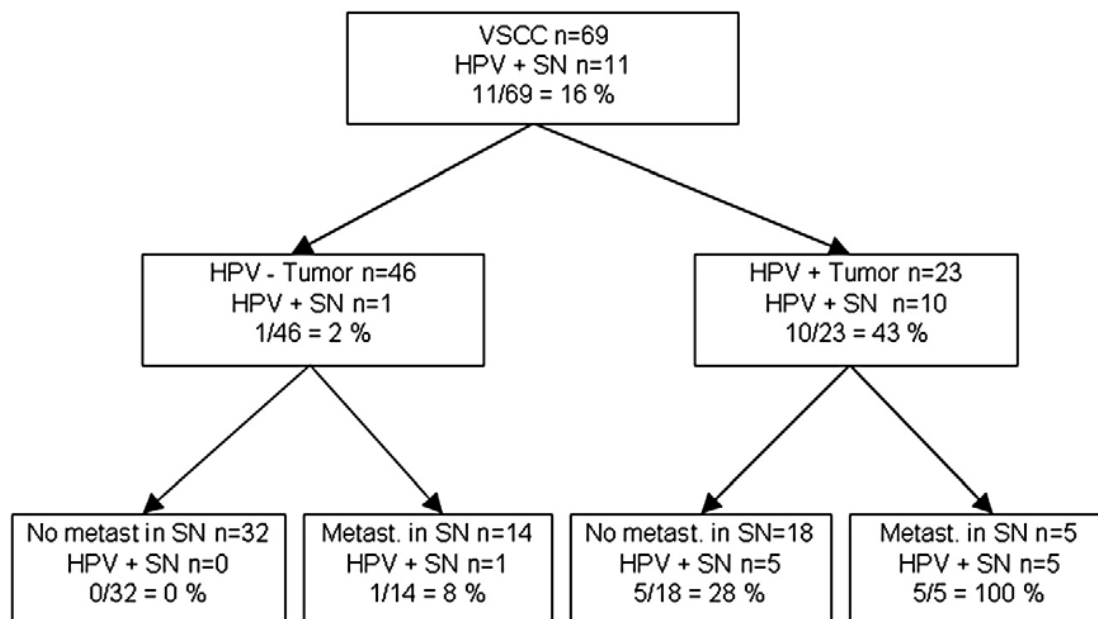 VSCC n=69
HPV + SN n=11
11/69 = 16 %
HPV - Tumor n=46
HPV + SN n=1
1/46 = 2 %
HPV + Tumor n=23
HPV + SN n=10
10/23 = 43 %
No metast in SN n=32
HPV + SN n=0
0/32 = 0 %
Metast. in SN n=14
HPV + SN n=1
1/14 = 8 %
No metast. in SN=18
HPV + SN n=5
5/18 = 28 %
Metast. in SN n=5
HPV + SN n=5
5/5 = 100 %